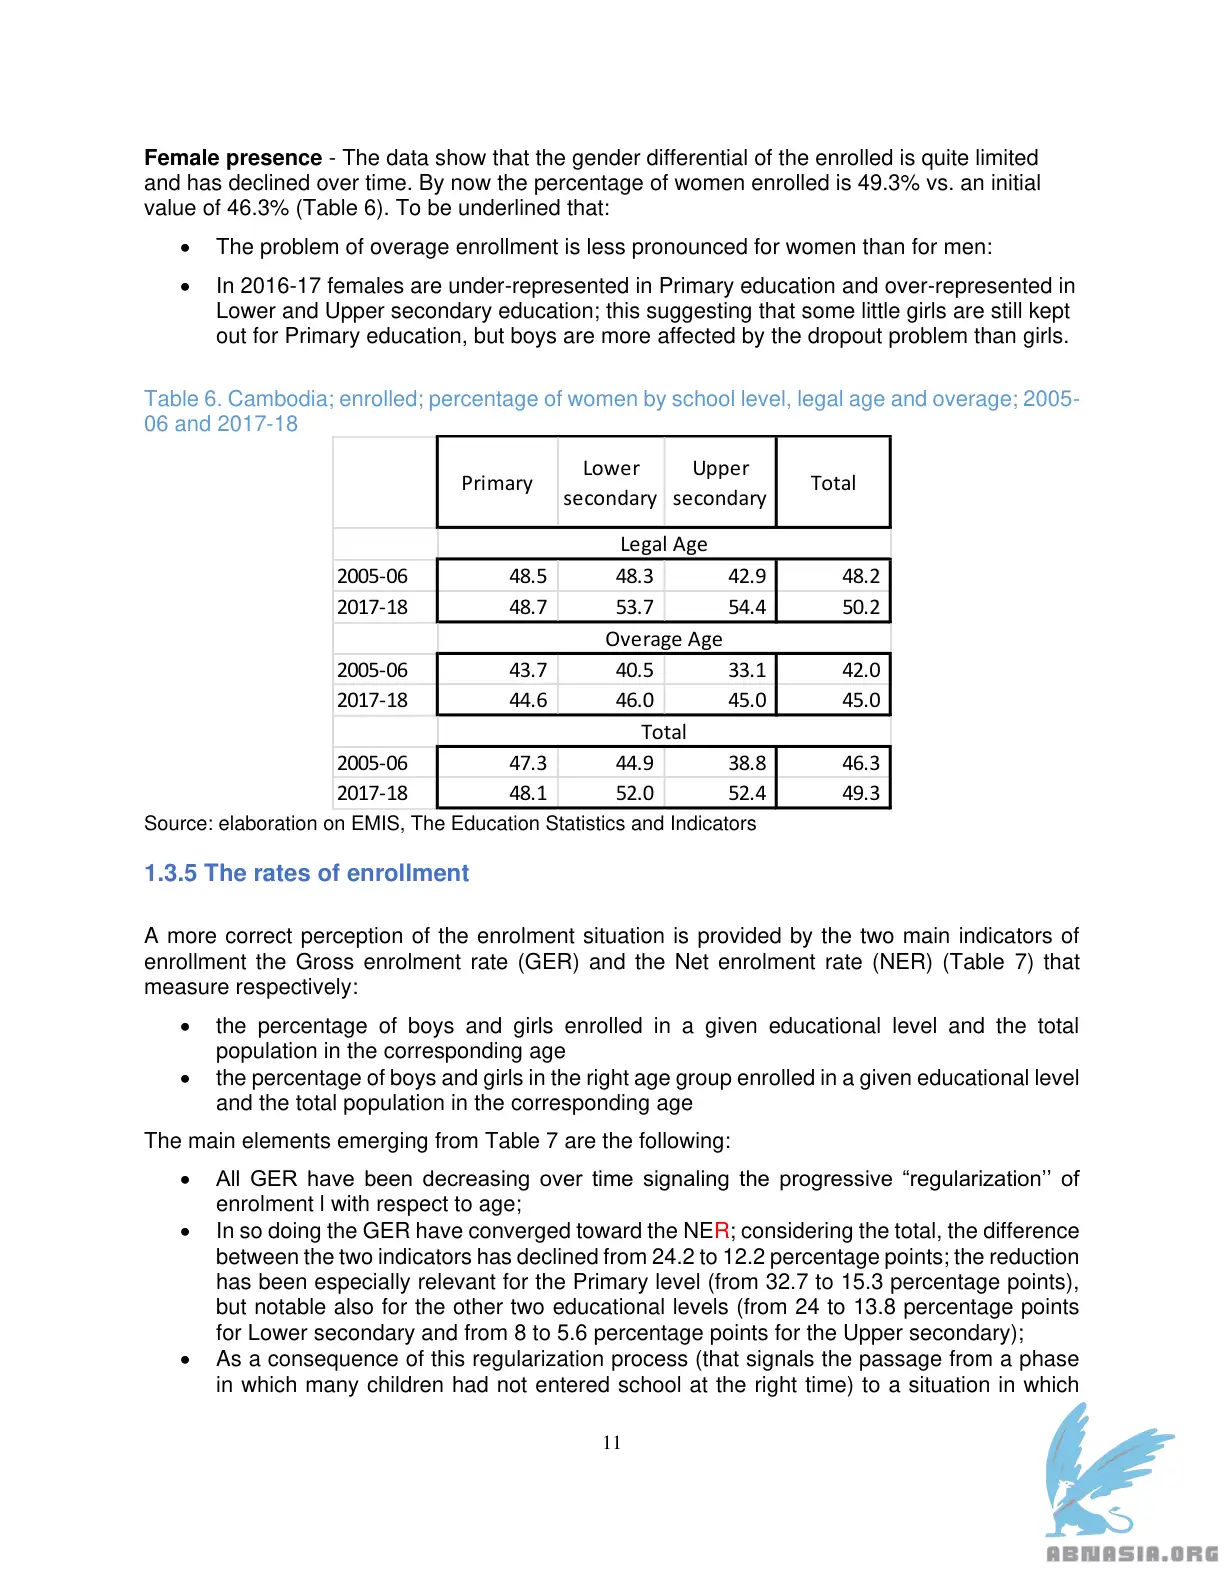 Female presence - The data show that the gender differential of the enrolled is quite limited
and has declined over time. By now the percentage of women enrolled is 49.3% vs. an initial
value of 46.3% (Table 6). To be underlined that:
• The problem of overage enrollment is less pronounced for women than for men:
• In 2016-17 females are under-represented in Primary education and over-represented in
Lower and Upper secondary education; this suggesting that some little girls are still kept
out for Primary education, but boys are more affected by the dropout problem than girls.
Table 6. Cambodia; enrolled; percentage of women by school level, legal age and overage; 2005-
06 and 2017-18
Primary Lower secondary Upper secondary Total
Legal Age
2005-06 48.5 48.3 42.9 48.2
2017-18 48.7 53.7 54.4 50.2
Overage Age
2005-06 43.7 40.5 33.1 42.0
2017-18 44.6 46.0 45.0 45.0
Total
2005-06 47.3 44.9 38.8 46.3
2017-18 48.1 52.0 52.4 49.3
Source: elaboration on EMIS, The Education Statistics and Indicators
1.3.5 The rates of enrollment
A more correct perception of the enrolment situation is provided by the two main indicators of
enrollment the Gross enrolment rate (GER) and the Net enrolment rate (NER) (Table 7) that
measure respectively:
• the percentage of boys and girls enrolled in a given educational level and the total
population in the corresponding age
• the percentage of boys and girls in the right age group enrolled in a given educational level
and the total population in the corresponding age
The main elements emerging from Table 7 are the following:
• All GER have been decreasing over time signaling the progressive “regularization’’ of
enrolment l with respect to age;
• In so doing the GER have converged toward the NER; considering the total, the difference
between the two indicators has declined from 24.2 to 12.2 percentage points; the reduction
has been especially relevant for the Primary level (from 32.7 to 15.3 percentage points),
but notable also for the other two educational levels (from 24 to 13.8 percentage points
for Lower secondary and from 8 to 5.6 percentage points for the Upper secondary);
• As a consequence of this regularization process (that signals the passage from a phase
in which many children had not entered school at the right time) to a situation in which
11
ABNASIA.ORG